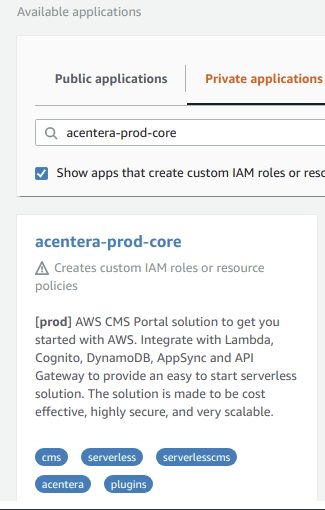 Available applications
Public applications
Private applications
acentera-prod-core
Show apps that create custom IAM roles or
acentera-prod-core
Creates custom IAM roles or resource
policies
[prod] AWS CMS Portal solution to get you
started with AWS. Integrate with Lambda,
Cognito, DynamoDB, AppSync and API
Gateway to provide an easy to start serverless
solution. The solution is made to be cost
effective, highly secure, and very scalable.
cms serverless serverlesscms
acentera plugins